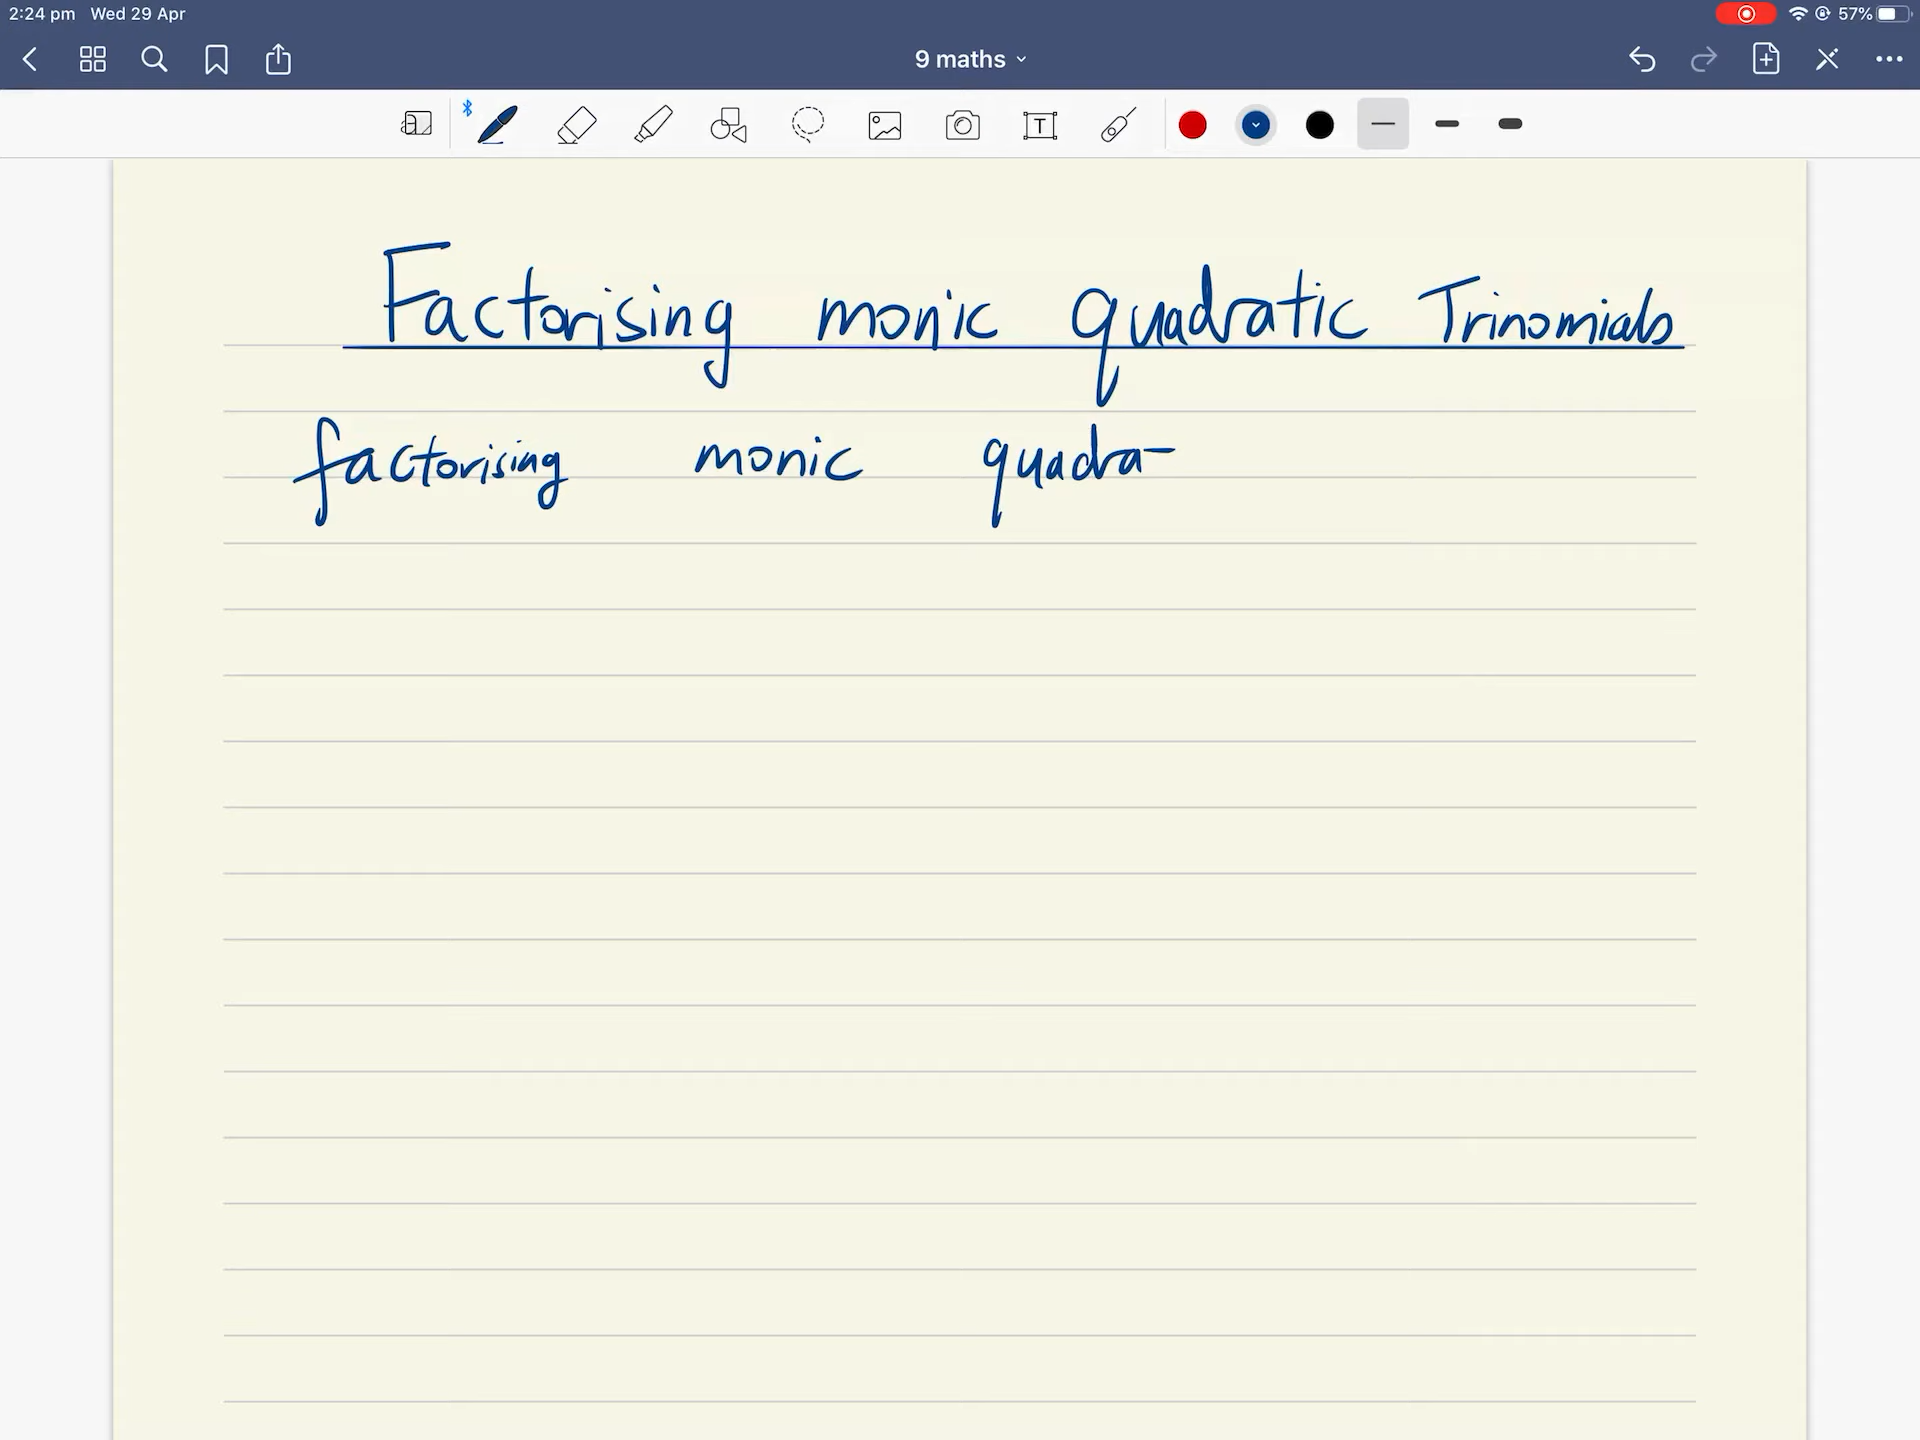 2:24 pm Wed 29 Apr
57%
9 maths
Factorising monic quadratic Trinomials
factorising monic quadra-